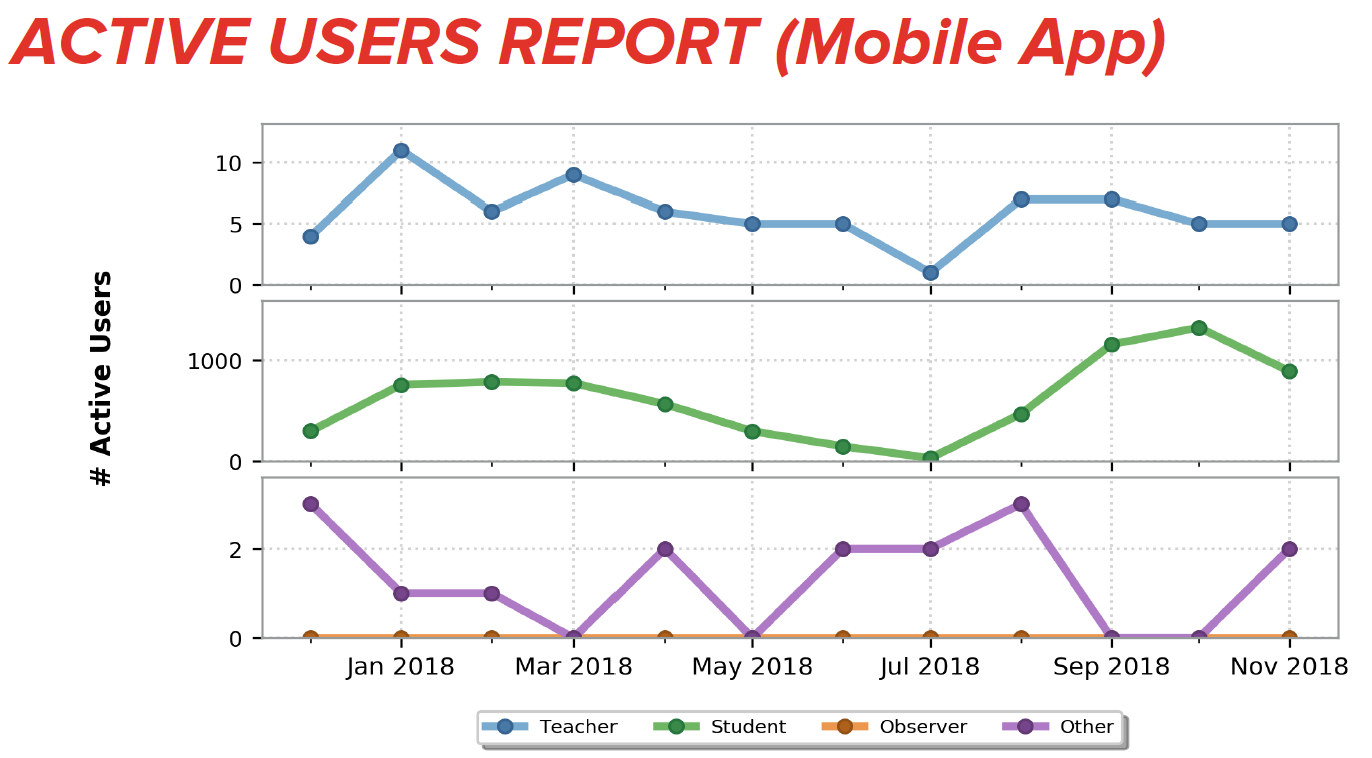 ACTIVE USERS REPORT (Mobile App)
# Active Users
10
5
0
1000
0
2
0
Jan 2018 Mar 2018 May 2018 Jul 2018 Sep 2018 Nov 2018
Teacher Student Observer Other